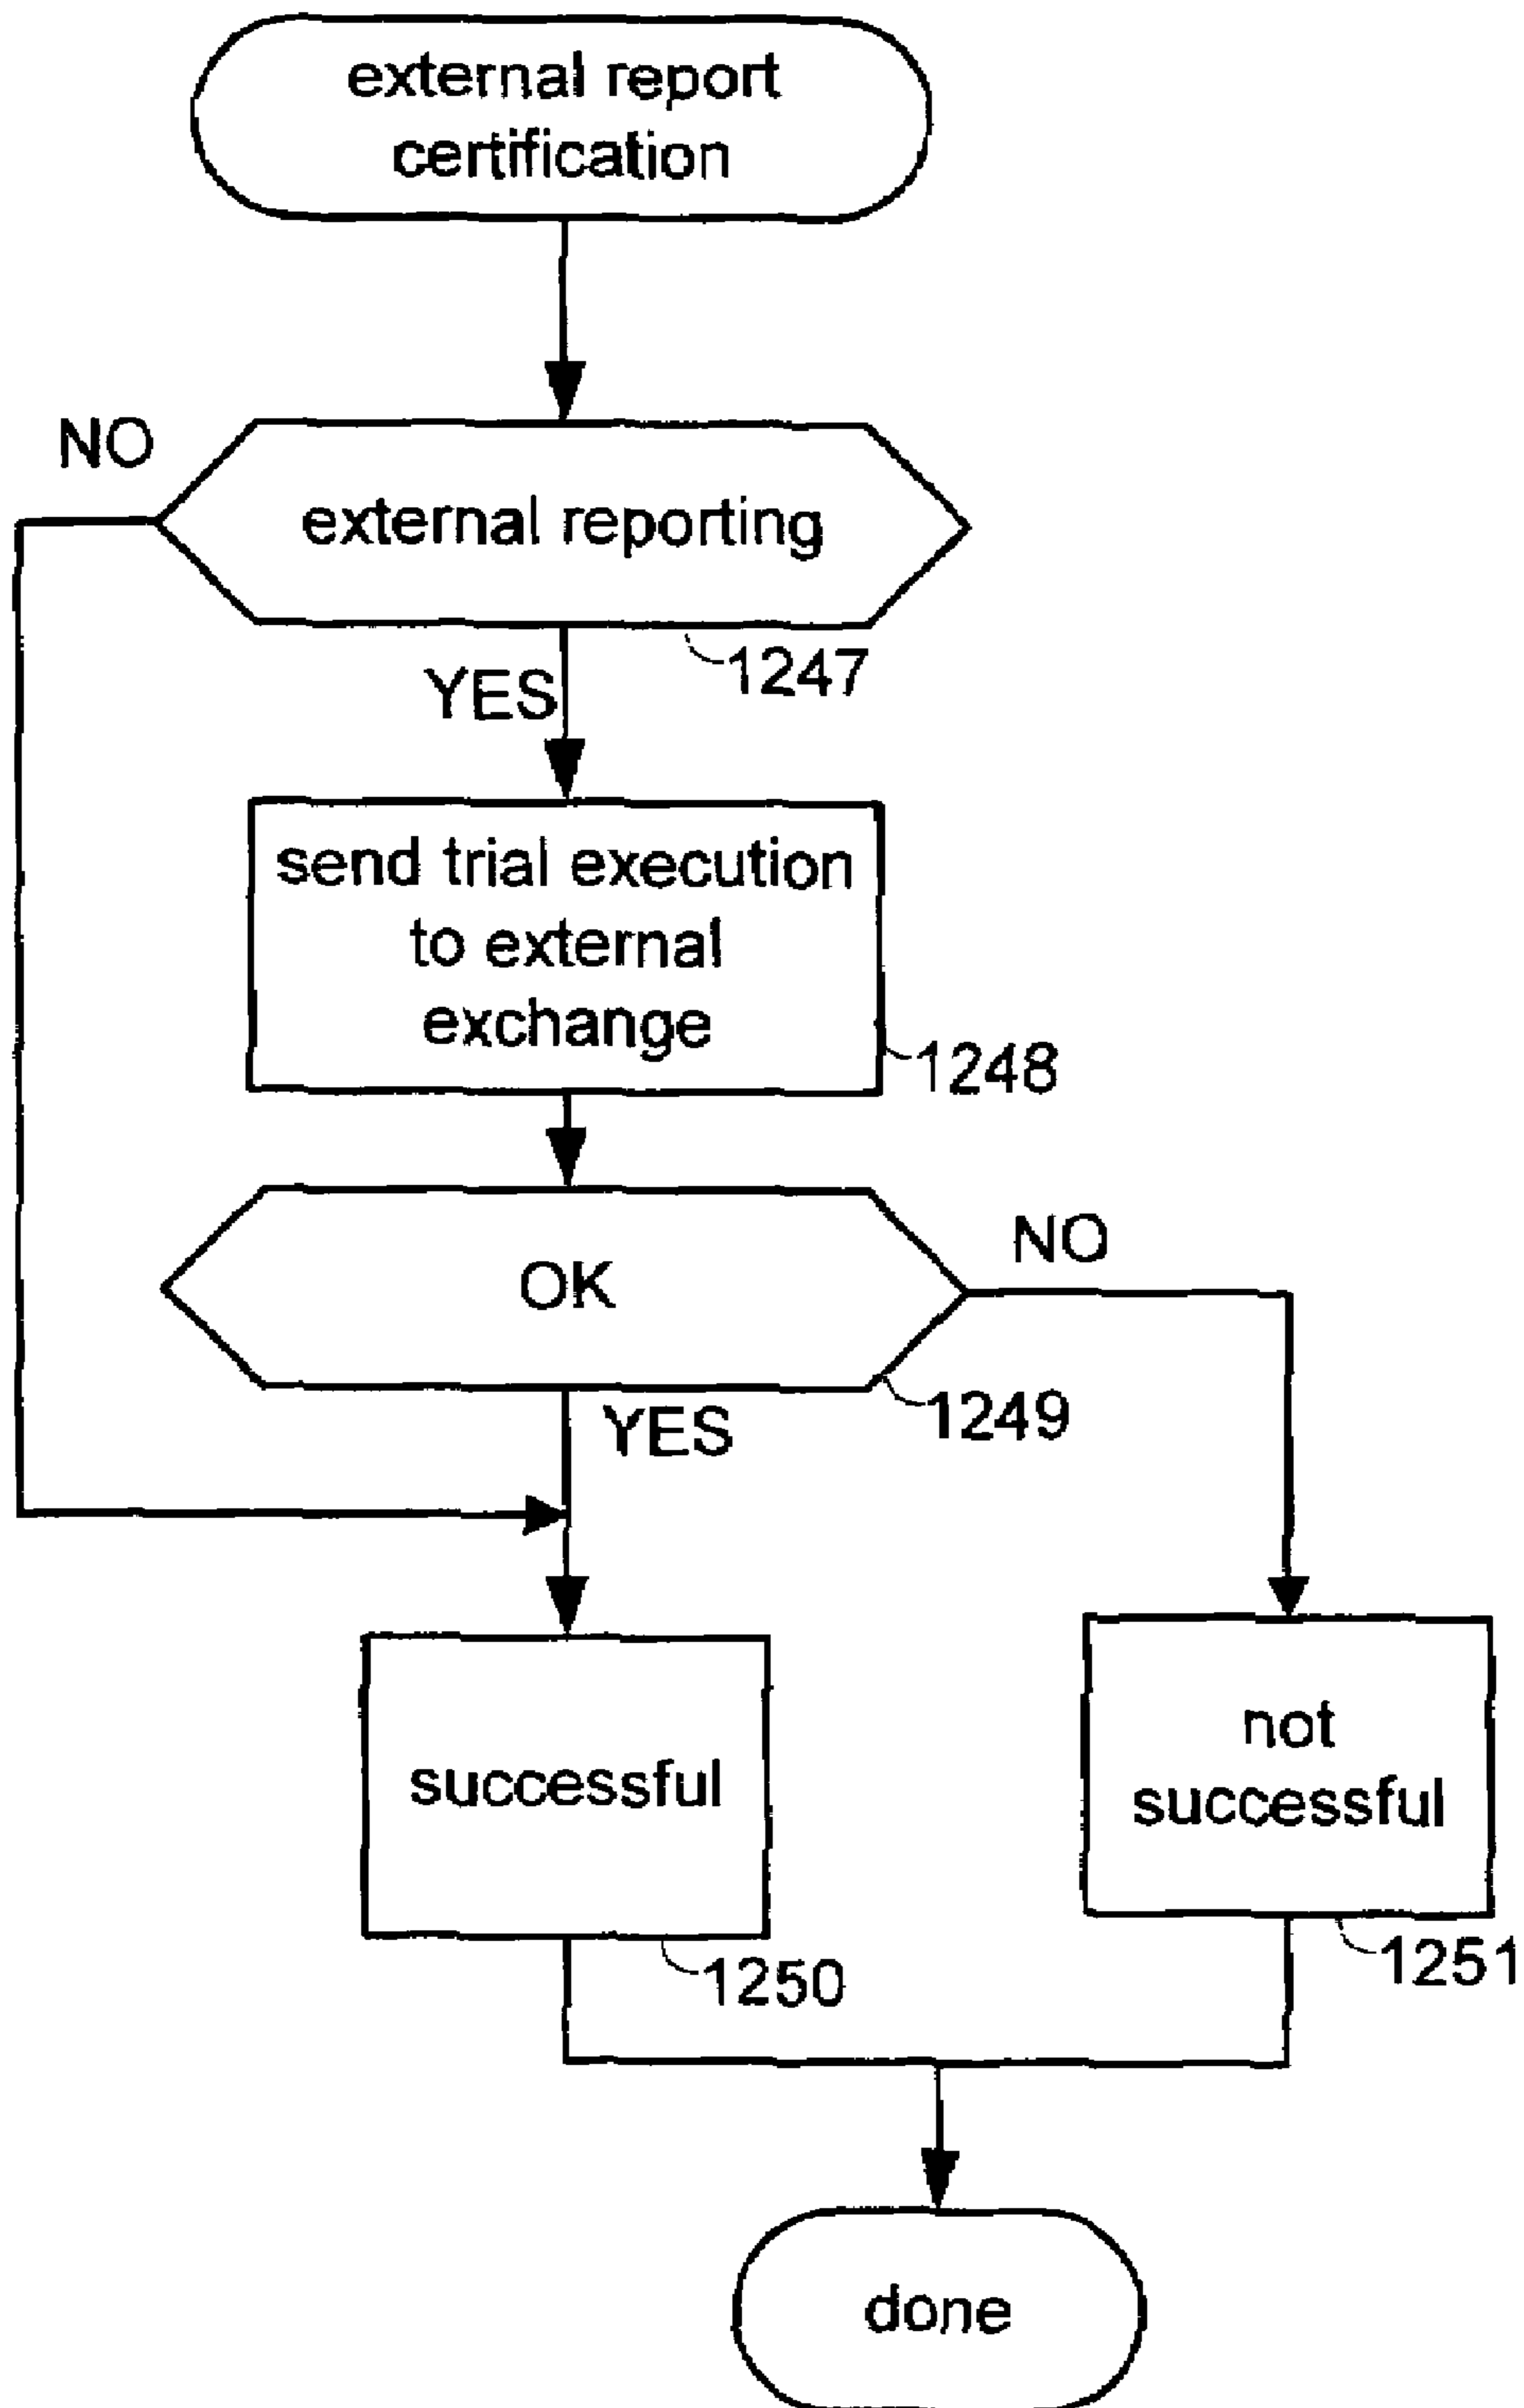 external report
certification
NO
external reporting
1247
YES
send trial execution
to external
exchange
1248
OK
NO
1249
YES
successful
1250
not
successful
1251
done